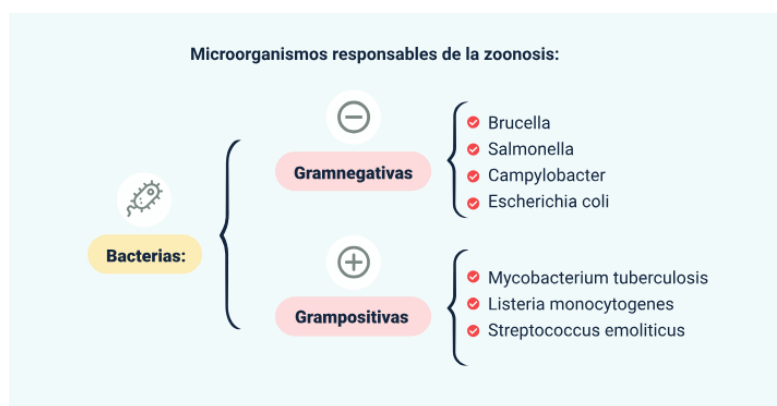 Microorganismos responsables de la zoonosis:
Bacterias:
Gramnegativas
Brucella
Salmonella
Campylobacter
Escherichia coli
Grampositivas
Mycobacterium tuberculosis
Listeria monocytogenes
Streptococcus emoliticus